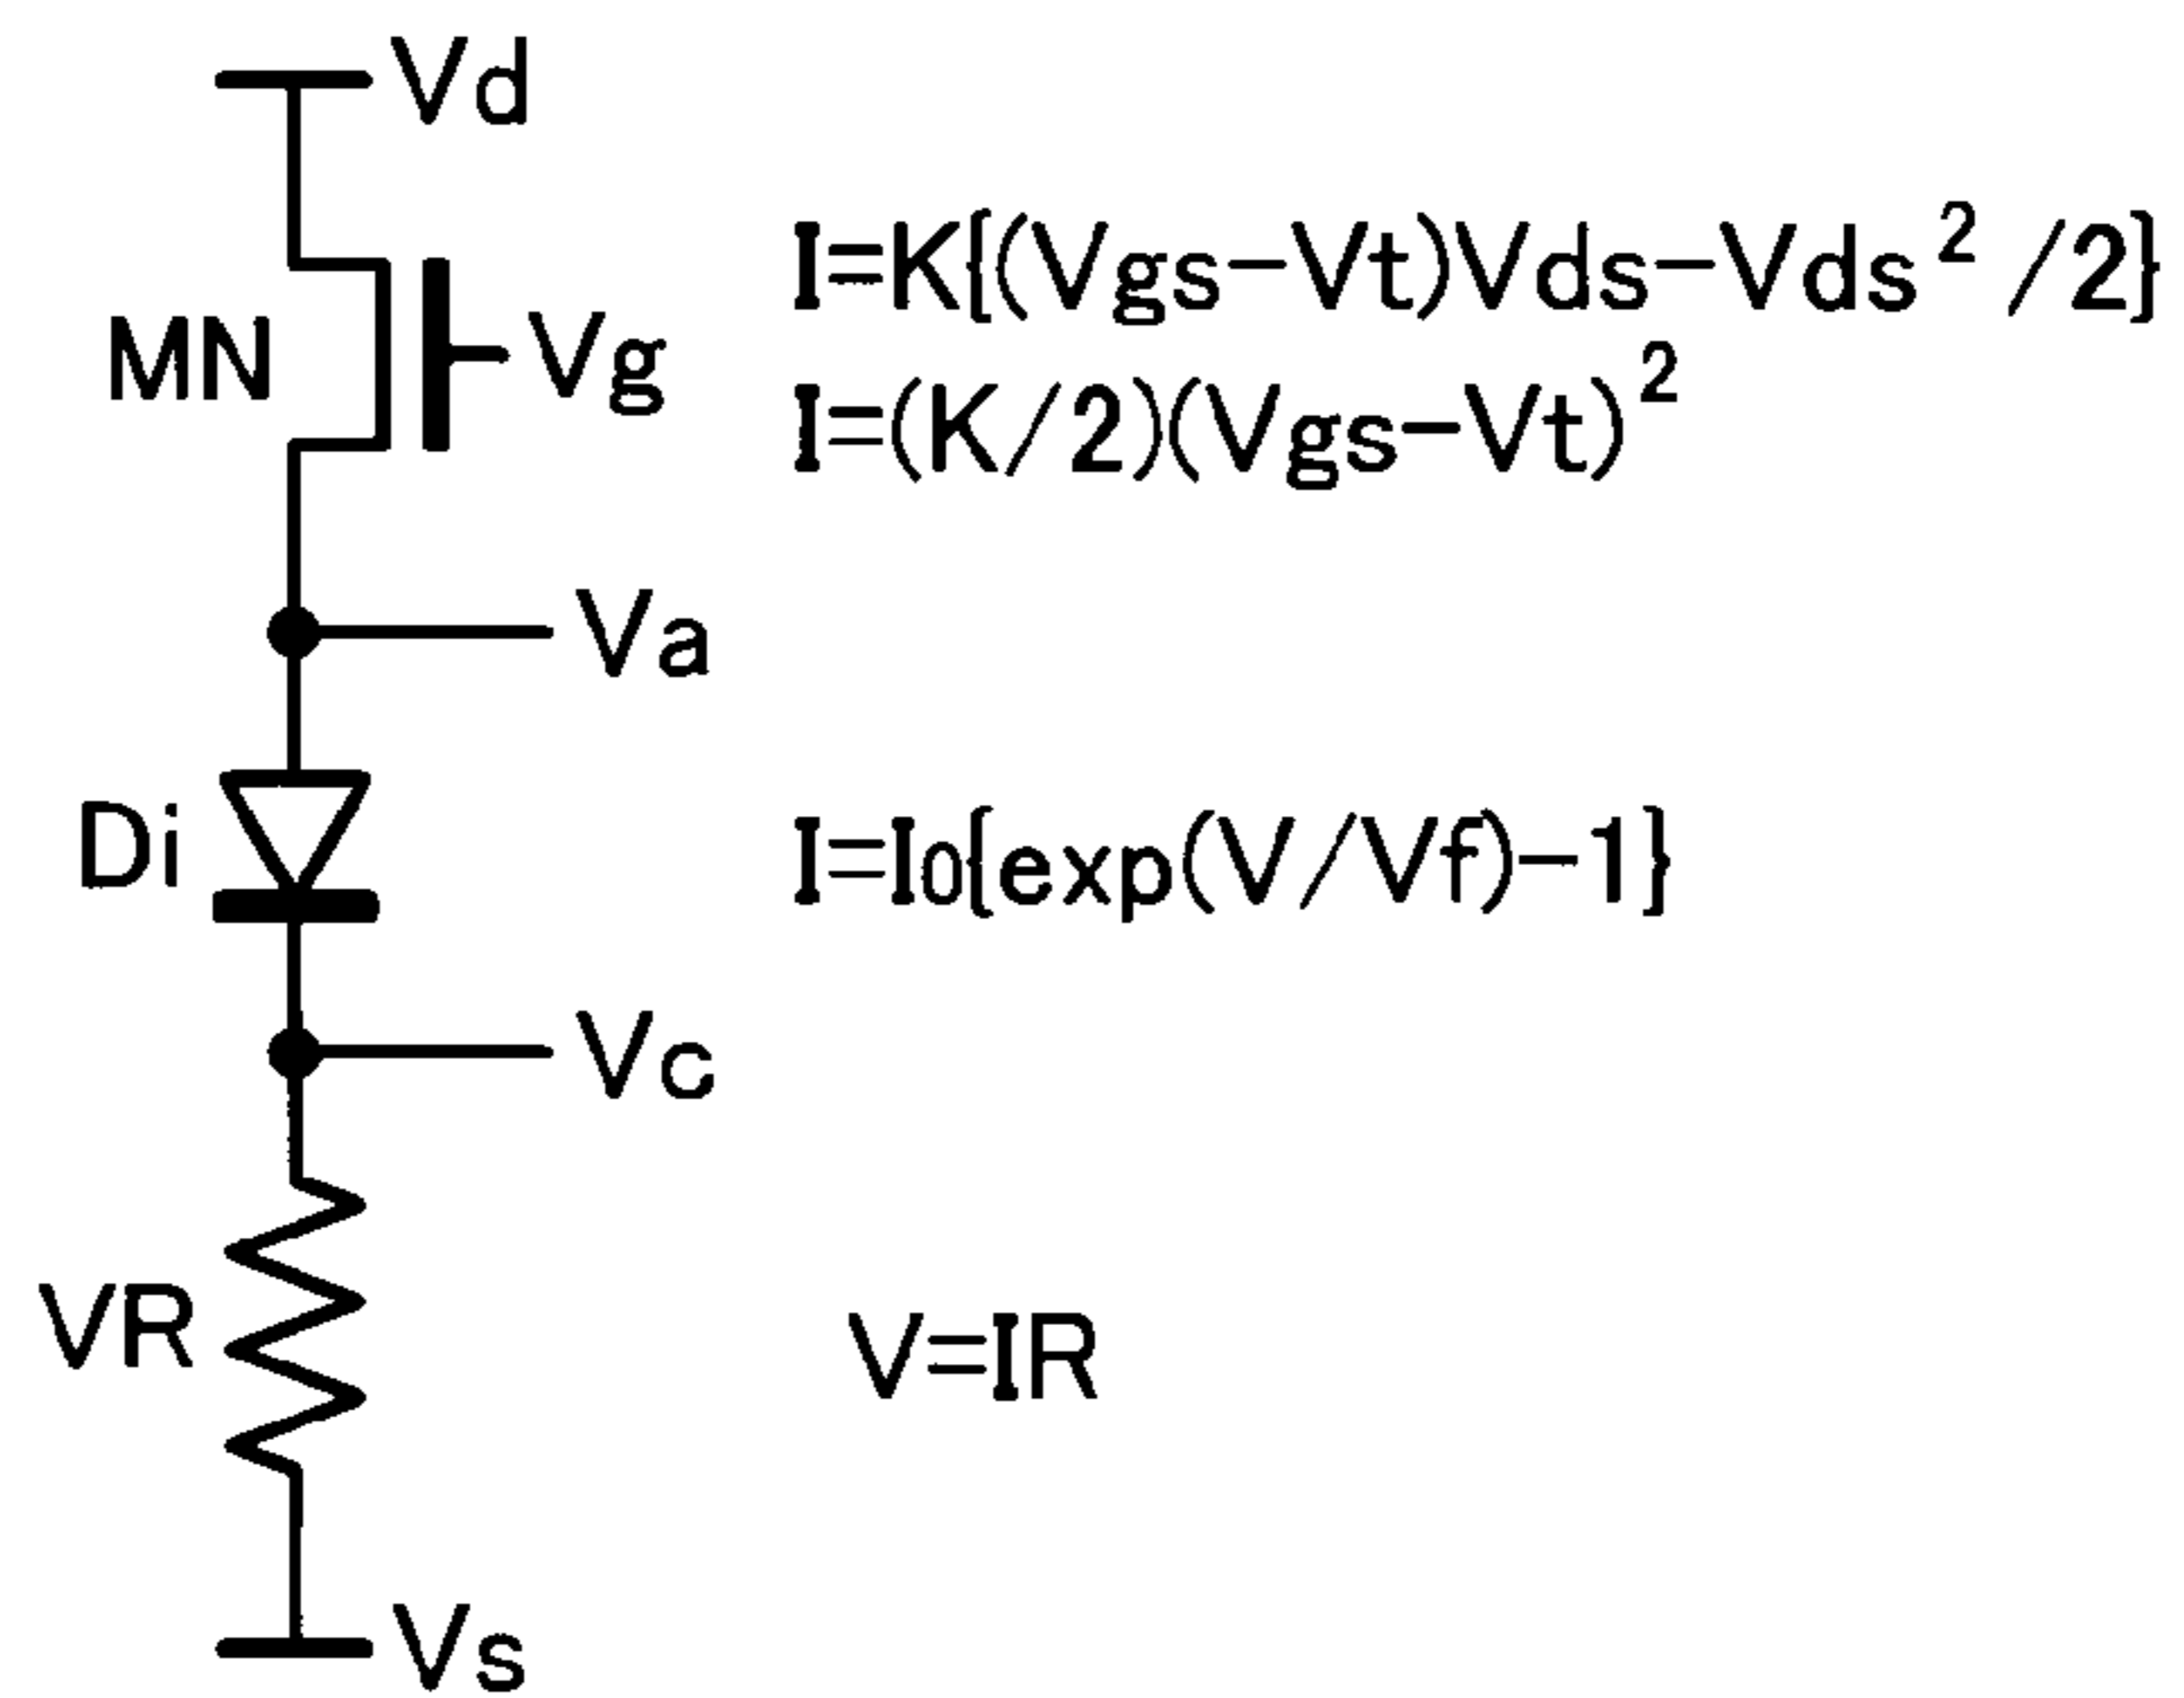 Vd
MN
Vg
I=K{(Vgs-Vt)Vds-Vds²/2}
I=(K/2)(Vgs-Vt)²
Va
Di
I=I0{exp(V/Vf)-1}
Vc
VR
V=IR
Vs